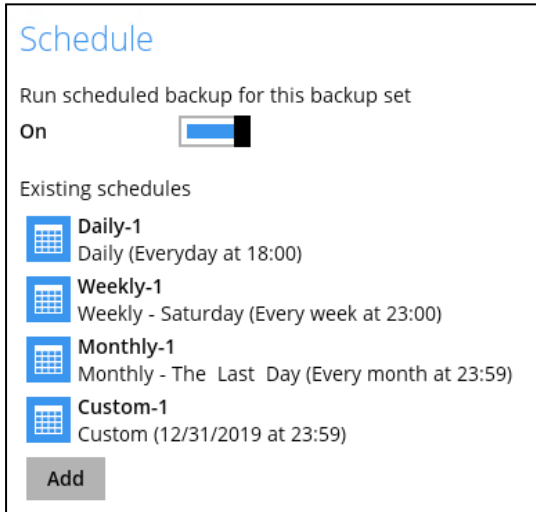 Schedule
Run scheduled backup for this backup set
On
Existing schedules
Daily-1
Daily (Everyday at 18:00)
Weekly-1
Weekly - Saturday (Every week at 23:00)
Monthly-1
Monthly - The  Last  Day (Every month at 23:59)
Custom-1
Custom (12/31/2019 at 23:59)
Add